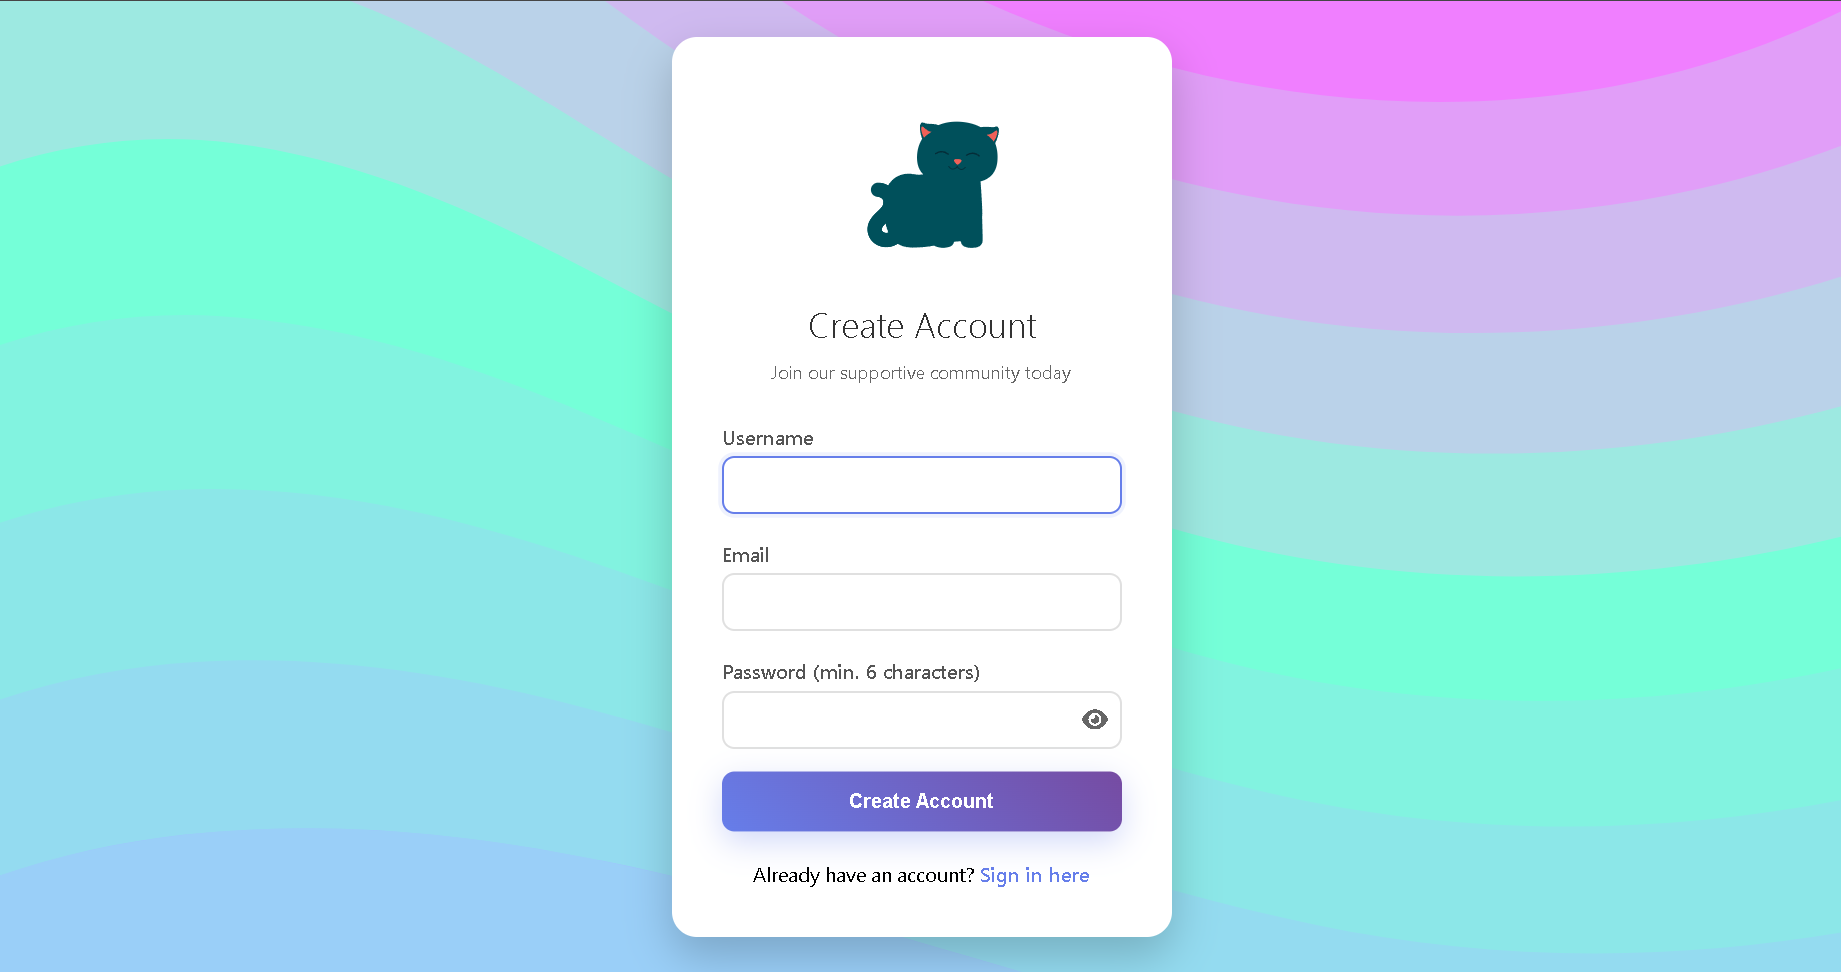 Create Account
Join our supportive community today
Username
Email
Password (min. 6 characters)
Create Account
Already have an account? Sign in here